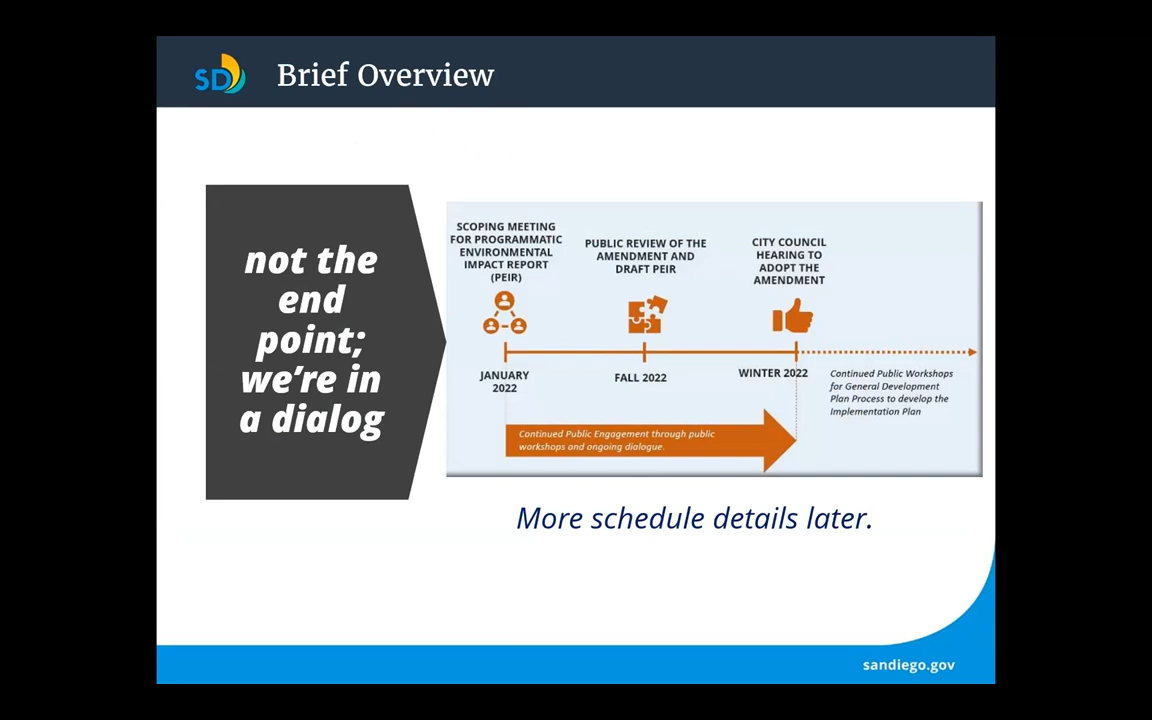 SD
Brief Overview
not the
end
point;
we're in
a dialog
SCOPING MEETING
FOR PROGRAMMATIC
ENVIRONMENTAL
IMPACT REPORT
(PEIR)
PUBLIC REVIEW OF THE
AMENDMENT AND
DRAFT PEIR
CITY COUNCIL
HEARING TO
ADOPT THE
AMENDMENT
JANUARY
2022
FALL 2022
WINTER 2022
Continued Public Workshops
for General Development
Plan Process to develop the
Implementation Plan
Continued Public Engagement through public
workshops and ongoing dialogue.
More schedule details later.
sandiego.gov